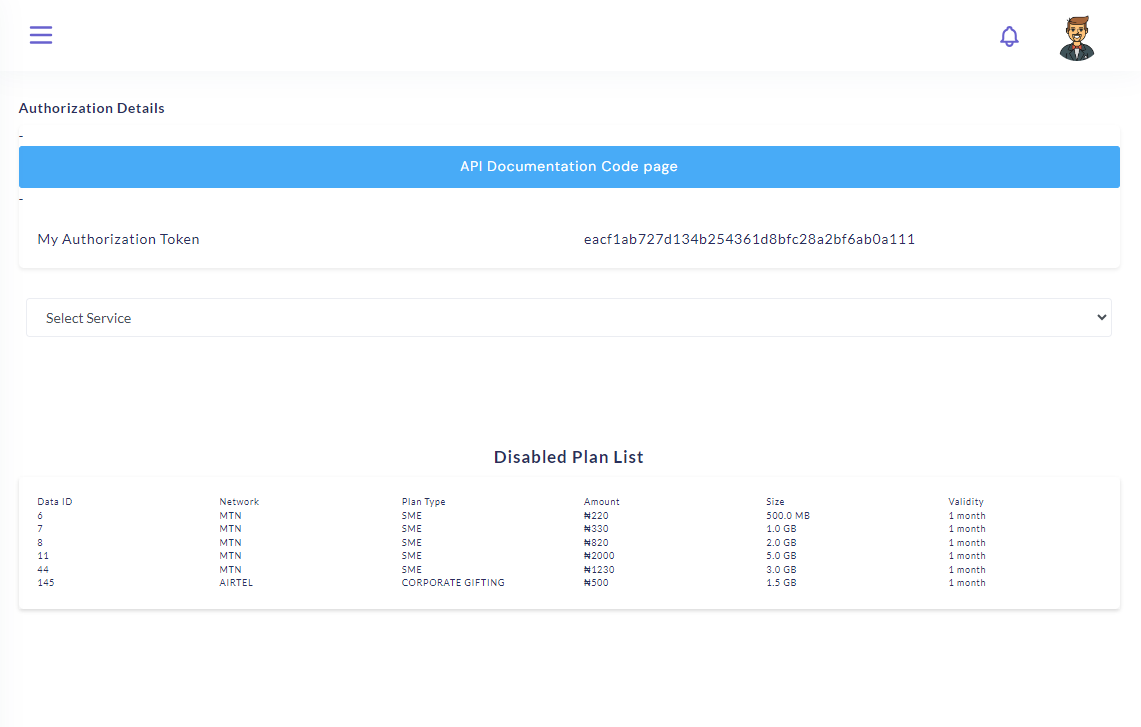 Authorization Details
-
API Documentation Code page
-
My Authorization Token eacf1ab727d134b254361d8bfc28a2bf6ab0a111
Select Service
Disabled Plan List
Data ID Network Plan Type Amount Size Validity
6 MTN SME ₦220 500.0 MB 1 month
7 MTN SME ₦330 1.0 GB 1 month
8 MTN SME ₦820 2.0 GB 1 month
11 MTN SME ₦2000 5.0 GB 1 month
44 MTN SME ₦1230 3.0 GB 1 month
145 AIRTEL CORPORATE GIFTING ₦500 1.5 GB 1 month